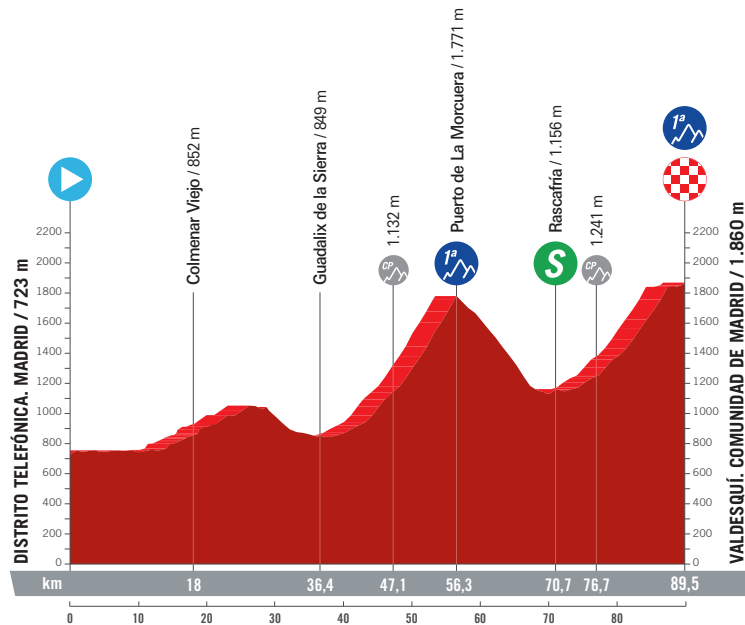 DISTRITO TELEFÓNICA. MADRID / 723 m
Colmenar Viejo / 852 m
Guadalix de la Sierra / 849 m
1.132 m
CP
Puerto de La Morcuera / 1.771 m
1ª
Rascafría / 1.156 m
S
1.241 m
CP
1ª
VALDESQUÍ. COMUNIDAD DE MADRID / 1.860 m
2200
2000
1800
1600
1400
1200
1000
800
600
400
200
0
2200
2000
1800
1600
1400
1200
1000
800
600
400
200
0
km 18 36,4 47,1 56,3 70,7 76,7 89,5
0 10 20 30 40 50 60 70 80